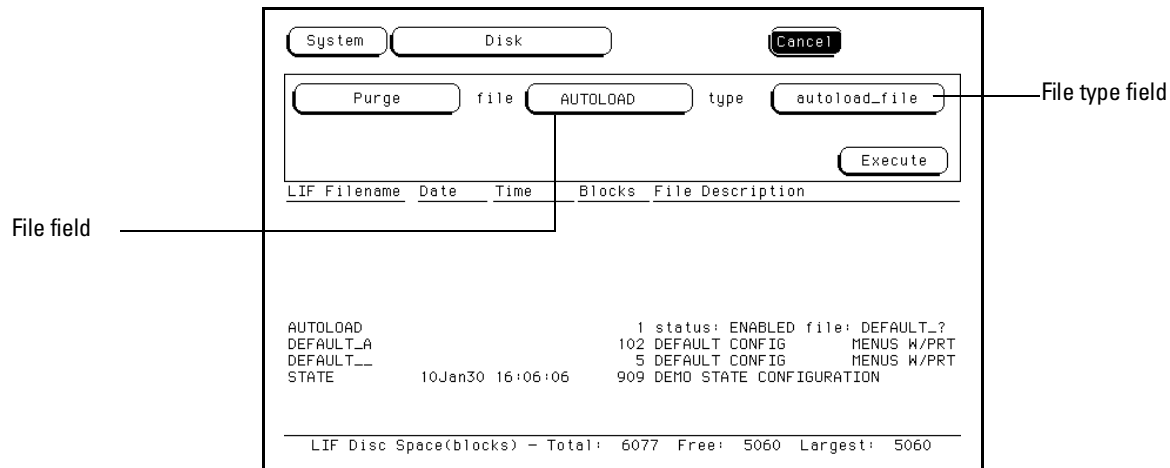 System Disk Cancel
Purge file AUTOLOAD type autoload_file
File type field
Execute
LIF Filename Date Time Blocks File Description
File field
AUTOLOAD 1 status: ENABLED file: DEFAULT_?
DEFAULT_A 102 DEFAULT CONFIG MENUS W/PRT
DEFAULT__ 5 DEFAULT CONFIG MENUS W/PRT
STATE 10Jan30 16:06:06 909 DEMO STATE CONFIGURATION
LIF Disc Space(blocks) — Total: 6077 Free: 5060 Largest: 5060